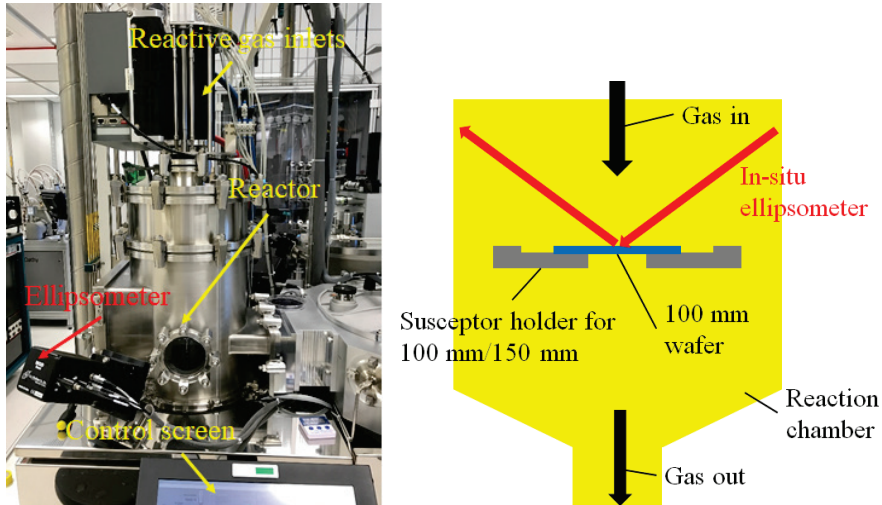 Reactive gas inlets
Reactor
Ellipsometer
Control screen
Gas in
In-situ
ellipsometer
Susceptor holder for
100 mm/150 mm
100 mm
wafer
Reaction
chamber
Gas out